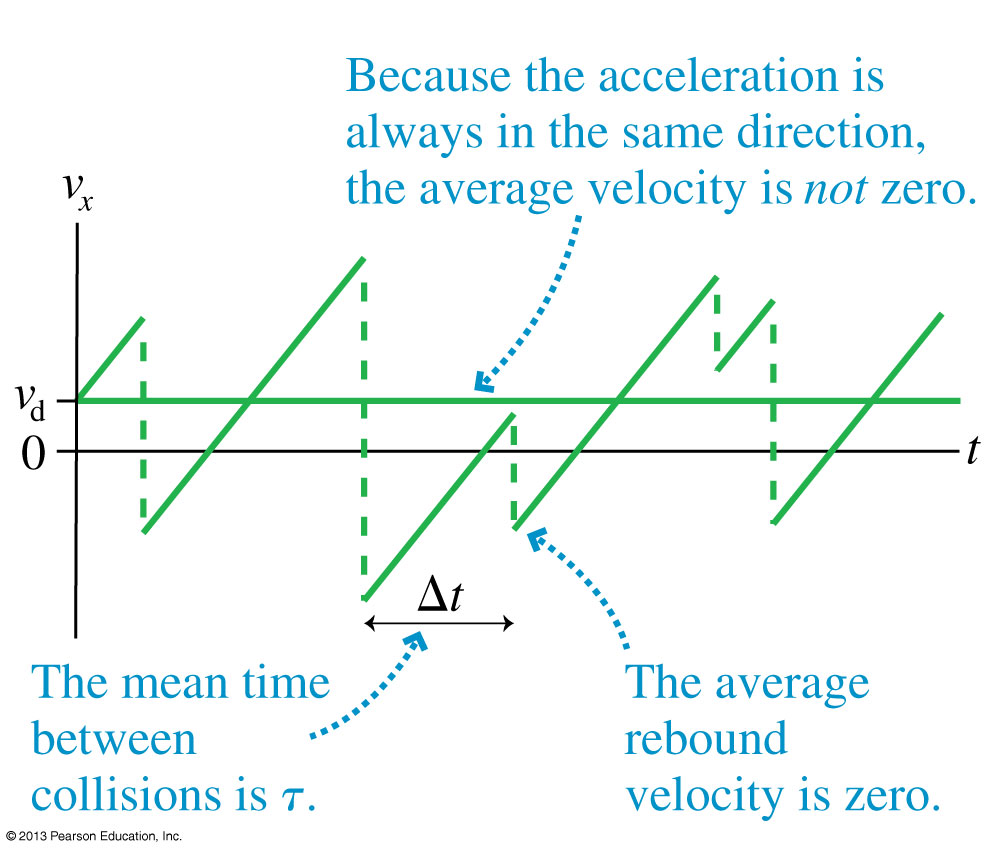 Because the acceleration is
always in the same direction,
the average velocity is not zero.
vx
vd
0
t
Δt
The mean time
between
collisions is τ.
The average
rebound
velocity is zero.
© 2013 Pearson Education, Inc.